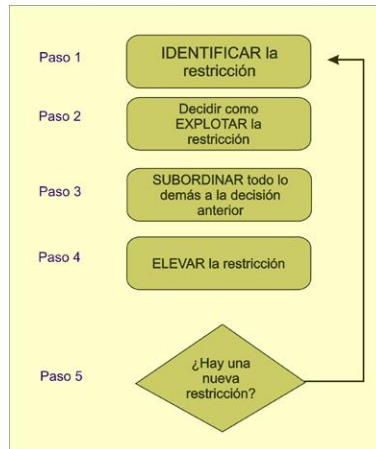 Paso 1
IDENTIFICAR la
restricción
Paso 2
Decidir como
EXPLOTAR la
restricción
Paso 3
SUBORDINAR todo lo
demás a la decisión
anterior
Paso 4
ELEVAR la restricción
Paso 5
¿Hay una
nueva
restricción?